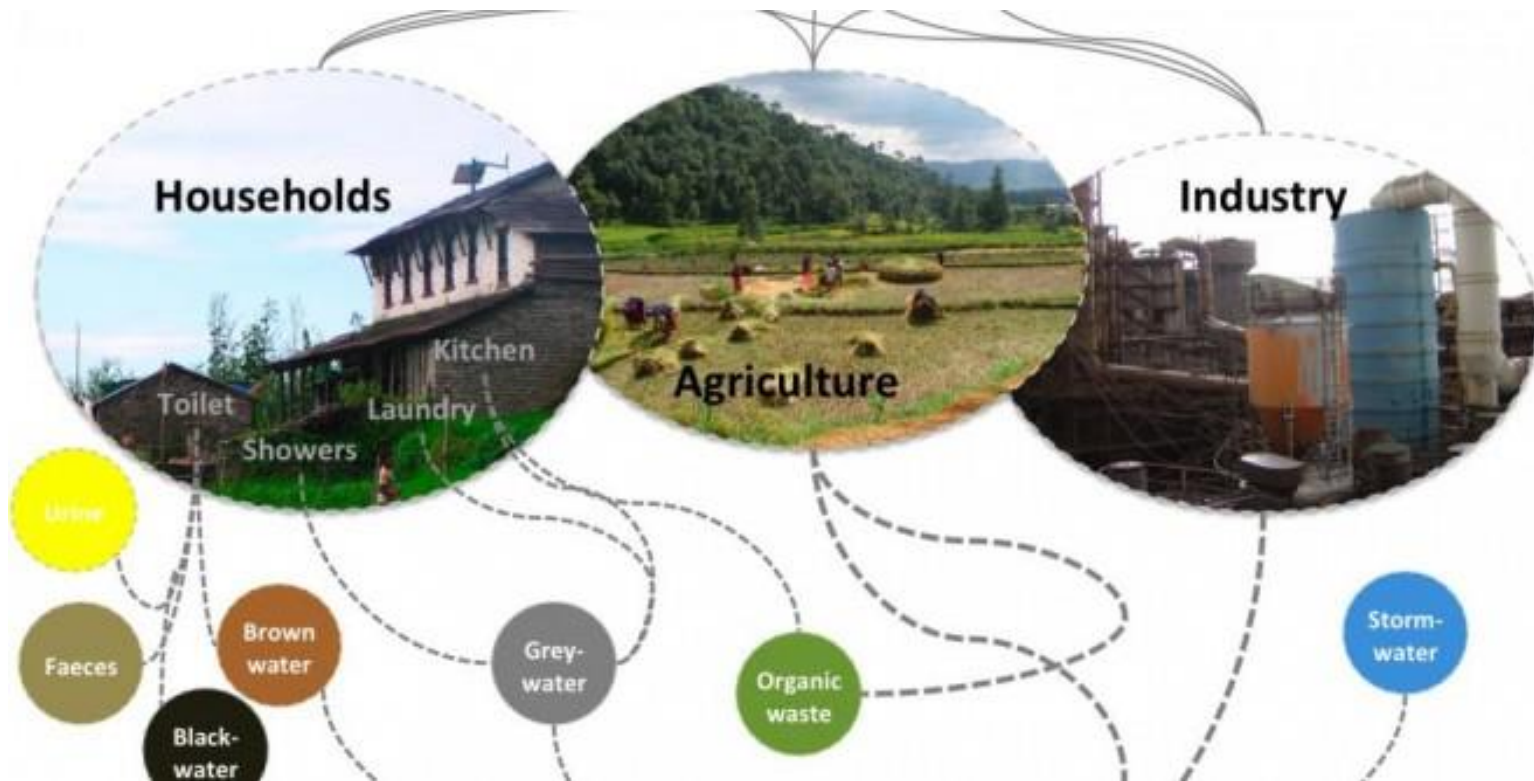 Households
Industry
Kitchen
Agriculture
Toilet
Laundry
Showers
Urine
Faeces
Brown
water
Grey-
water
Organic
waste
Storm-
water
Black-
water